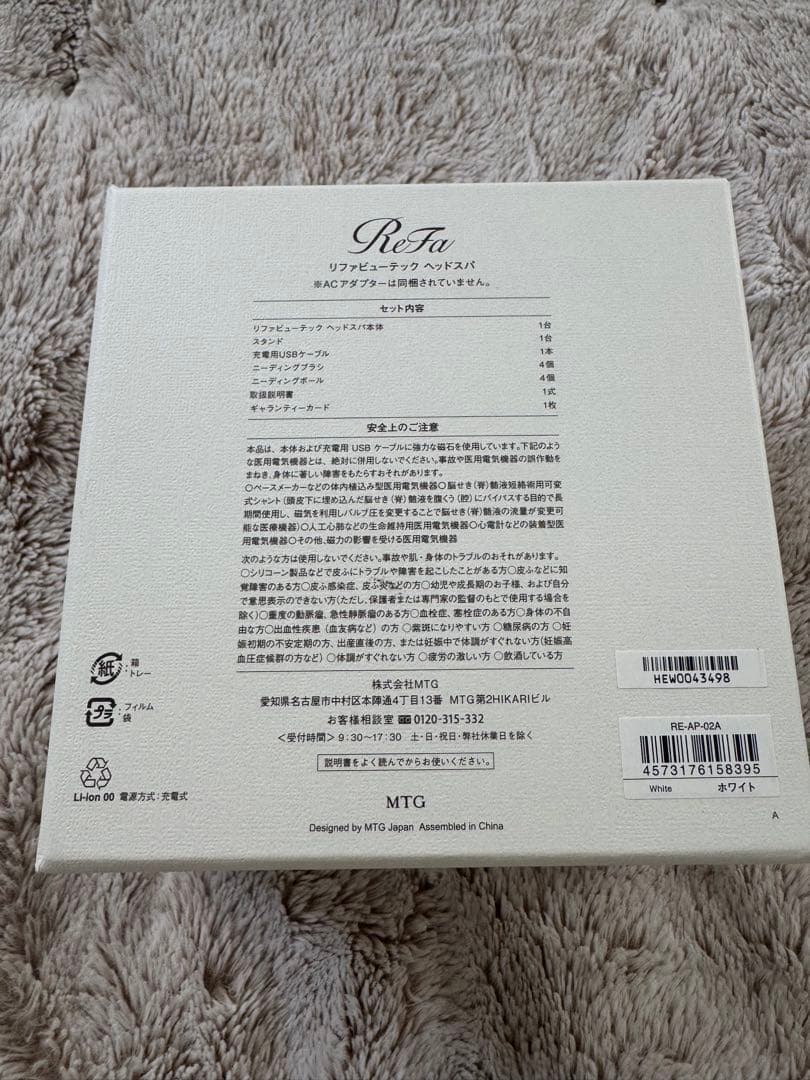 ReFa
リファビューテック ヘッドスパ
※ACアダプターは同梱されていません。
セット内容
リファビューテック ヘッドスパ本体 1台
スタンド 1台
充電用USBケーブル 1本
ニーディングブラシ 4個
ニーディングボール 4個
取扱説明書 1式
ギャランティーカード 1枚
安全上のご注意
本品は、本体および充電用 USB ケーブルに強力な磁石を使用しています。下記のよう
な医用電気機器とは、絶対に併用しないでください。事故や医用電気機器の誤作動を
まねき、身体に著しい障害をもたらすおそれがあります。
○ペースメーカーなどの体内植込み型医用電気機器○脳せき(脊)髄液短絡術用可変
式シャント(頭皮下に埋め込んだ脳せき(脊)髄液を腹くう(腔)にバイパスする目的で長
期間使用し、磁気を利用しバルブ圧を変更することで脳せき(脊)髄液の流量が変更可
能な医療機器)○人工心肺などの生命維持用医用電気機器○心電計などの装着型医
用電気機器○その他、磁力の影響を受ける医用電気機器
次のような方は使用しないでください。事故や肌・身体のトラブルのおそれがあります。
○シリコーン製品などで皮ふにトラブルや障害を起こしたことがある方○皮ふなどに知
覚障害のある方○皮ふ感染症、皮ふ炎などの方○幼児や成長期のお子様、および自分
で意思表示のできない方(ただし、保護者または専門家の監督のもとで使用する場合を
除く)○重度の動脈瘤、急性静脈瘤のある方○血栓症、塞栓症のある方○身体の不自
由な方○出血性疾患(血友病など)の方○紫斑になりやすい方○糖尿病の方○妊
娠初期の不安定期の方、出産直後の方、または妊娠中で体調がすぐれない方(妊娠高
血圧症候群の方など)○体調がすぐれない方○疲労の激しい方○飲酒している方
紙
:箱
・トレー
プラ
:フィルム
袋
Li-ion 00 電源方式:充電式
株式会社MTG
愛知県名古屋市中村区本陣通4丁目13番 MTG第2HIKARIビル
お客様相談室 0120-315-332
<受付時間>9:30〜17:30 土・日・祝日・弊社休業日を除く
説明書をよく読んでからお使いください。
MTG
Designed by MTG Japan Assembled in China
HEW0043498
RE-AP-02A
4573176158395
White ホワイト
A